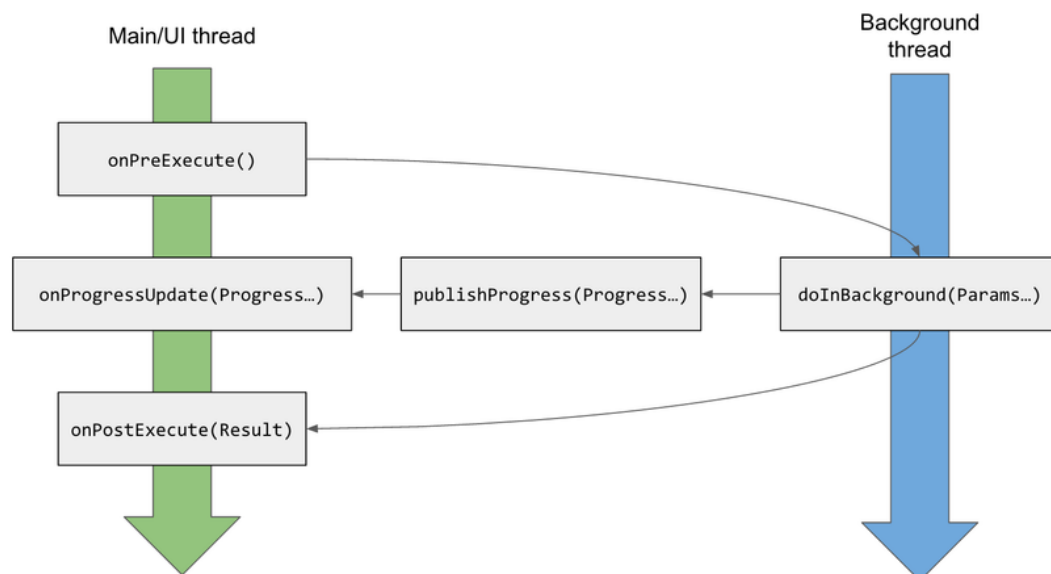 Main/UI thread
Background
thread
onPreExecute()
onProgressUpdate(Progress…)
publishProgress(Progress…)
doInBackground(Params…)
onPostExecute(Result)